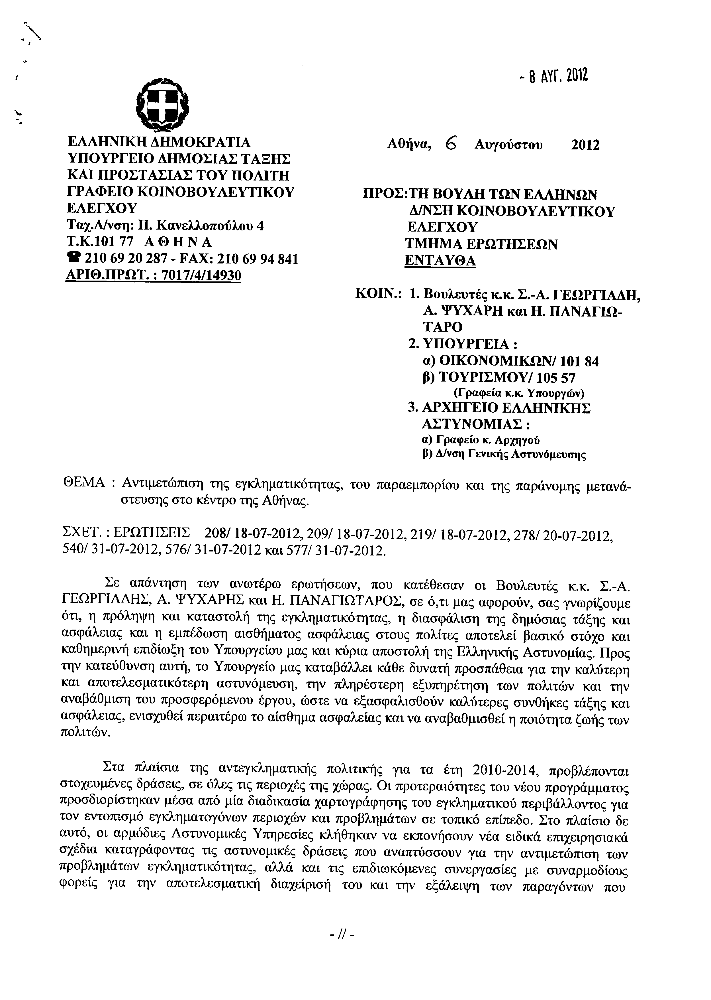 - 8 ΑΥΓ. 2012
ΕΛΛΗΝΙΚΗ ΔΗΜΟΚΡΑΤΙΑ
ΥΠΟΥΡΓΕΙΟ ΔΗΜΟΣΙΑΣ ΤΑΞΗΣ
ΚΑΙ ΠΡΟΣΤΑΣΙΑΣ ΤΟΥ ΠΟΛΙΤΗ
ΓΡΑΦΕΙΟ ΚΟΙΝΟΒΟΥΛΕΥΤΙΚΟΥ
ΕΛΕΓΧΟΥ
Ταχ.Δ/νση: Π. Κανελλοπούλου 4
Τ.Κ.101 77 Α Θ Η Ν Α
☎ 210 69 20 287 - FAX: 210 69 94 841
ΑΡΙΘ.ΠΡΩΤ. : 7017/4/14930
Αθήνα, 6 Αυγούστου 2012
ΠΡΟΣ:ΤΗ ΒΟΥΛΗ ΤΩΝ ΕΛΛΗΝΩΝ
Δ/ΝΣΗ ΚΟΙΝΟΒΟΥΛΕΥΤΙΚΟΥ
ΕΛΕΓΧΟΥ
ΤΜΗΜΑ ΕΡΩΤΗΣΕΩΝ
ΕΝΤΑΥΘΑ
ΚΟΙΝ.: 1. Βουλευτές κ.κ. Σ.-Α. ΓΕΩΡΓΙΑΔΗ,
Α. ΨΥΧΑΡΗ και Η. ΠΑΝΑΓΙΩ-
ΤΑΡΟ
2. ΥΠΟΥΡΓΕΙΑ :
α) ΟΙΚΟΝΟΜΙΚΩΝ/ 101 84
β) ΤΟΥΡΙΣΜΟΥ/ 105 57
(Γραφεία κ.κ. Υπουργών)
3. ΑΡΧΗΓΕΙΟ ΕΛΛΗΝΙΚΗΣ
ΑΣΤΥΝΟΜΙΑΣ :
α) Γραφείο κ. Αρχηγού
β) Δ/νση Γενικής Αστυνόμευσης
ΘΕΜΑ : Αντιμετώπιση της εγκληματικότητας, του παραεμπορίου και της παράνομης μετανά-
στευσης στο κέντρο της Αθήνας.
ΣΧΕΤ. : ΕΡΩΤΗΣΕΙΣ 208/ 18-07-2012, 209/ 18-07-2012, 219/ 18-07-2012, 278/ 20-07-2012,
540/ 31-07-2012, 576/ 31-07-2012 και 577/ 31-07-2012.
Σε απάντηση των ανωτέρω ερωτήσεων, που κατέθεσαν οι Βουλευτές κ.κ. Σ.-Α.
ΓΕΩΡΓΙΑΔΗΣ, Α. ΨΥΧΑΡΗΣ και Η. ΠΑΝΑΓΙΩΤΑΡΟΣ, σε ό,τι μας αφορούν, σας γνωρίζουμε
ότι, η πρόληψη και καταστολή της εγκληματικότητας, η διασφάλιση της δημόσιας τάξης και
ασφάλειας και η εμπέδωση αισθήματος ασφάλειας στους πολίτες αποτελεί βασικό στόχο και
καθημερινή επιδίωξη του Υπουργείου μας και κύρια αποστολή της Ελληνικής Αστυνομίας. Προς
την κατεύθυνση αυτή, το Υπουργείο μας καταβάλλει κάθε δυνατή προσπάθεια για την καλύτερη
και αποτελεσματικότερη αστυνόμευση, την πληρέστερη εξυπηρέτηση των πολιτών και την
αναβάθμιση του προσφερόμενου έργου, ώστε να εξασφαλισθούν καλύτερες συνθήκες τάξης και
ασφάλειας, ενισχυθεί περαιτέρω το αίσθημα ασφαλείας και να αναβαθμισθεί η ποιότητα ζωής των
πολιτών.
Στα πλαίσια της αντεγκληματικής πολιτικής για τα έτη 2010-2014, προβλέπονται
στοχευμένες δράσεις, σε όλες τις περιοχές της χώρας. Οι προτεραιότητες του νέου προγράμματος
προσδιορίστηκαν μέσα από μία διαδικασία χαρτογράφησης του εγκληματικού περιβάλλοντος για
τον εντοπισμό εγκληματογόνων περιοχών και προβλημάτων σε τοπικό επίπεδο. Στο πλαίσιο δε
αυτό, οι αρμόδιες Αστυνομικές Υπηρεσίες κλήθηκαν να εκπονήσουν νέα ειδικά επιχειρησιακά
σχέδια καταγράφοντας τις αστυνομικές δράσεις που αναπτύσσουν για την αντιμετώπιση των
προβλημάτων εγκληματικότητας, αλλά και τις επιδιωκόμενες συνεργασίες με συναρμοδίους
φορείς για την αποτελεσματική διαχείρισή του και την εξάλειψη των παραγόντων που
- // -